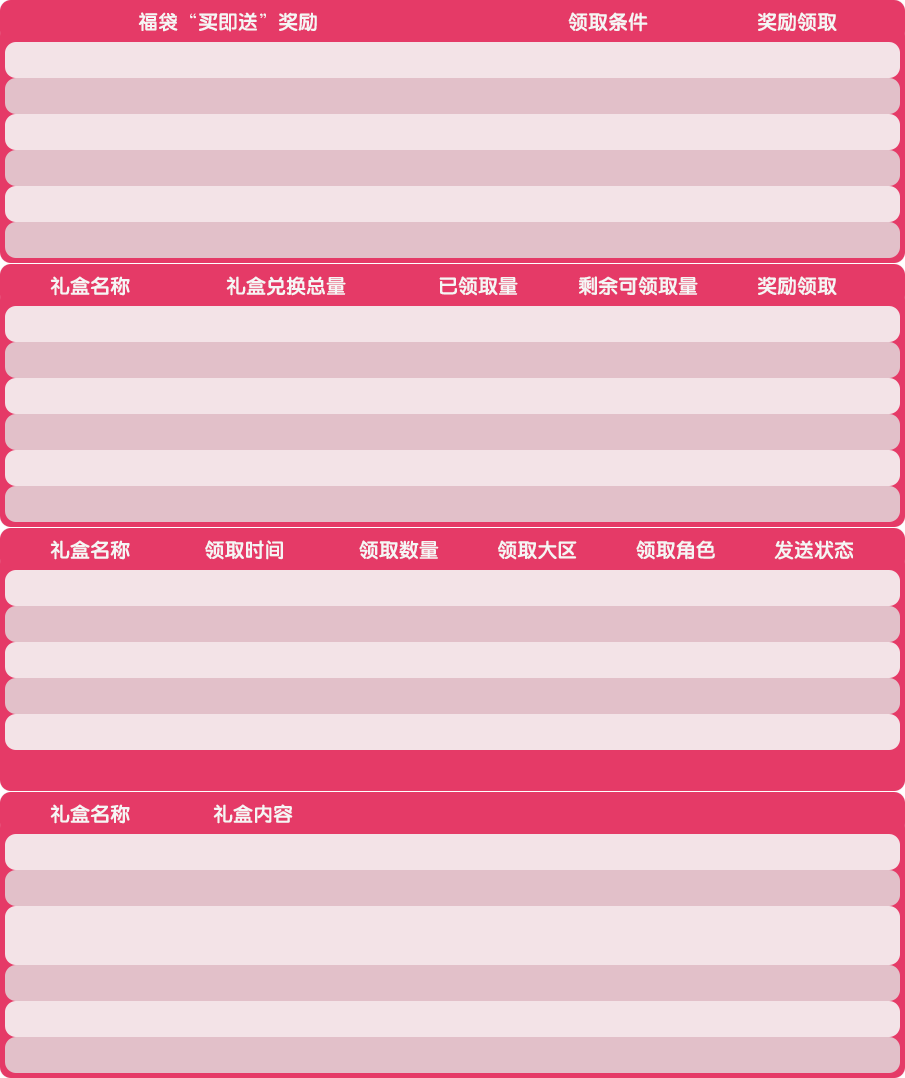 福袋“买即送”奖励 领取条件 奖励领取
礼盒名称 礼盒兑换总量 已领取量 剩余可领取量 奖励领取
礼盒名称 领取时间 领取数量 领取大区 领取角色 发送状态
礼盒名称 礼盒内容